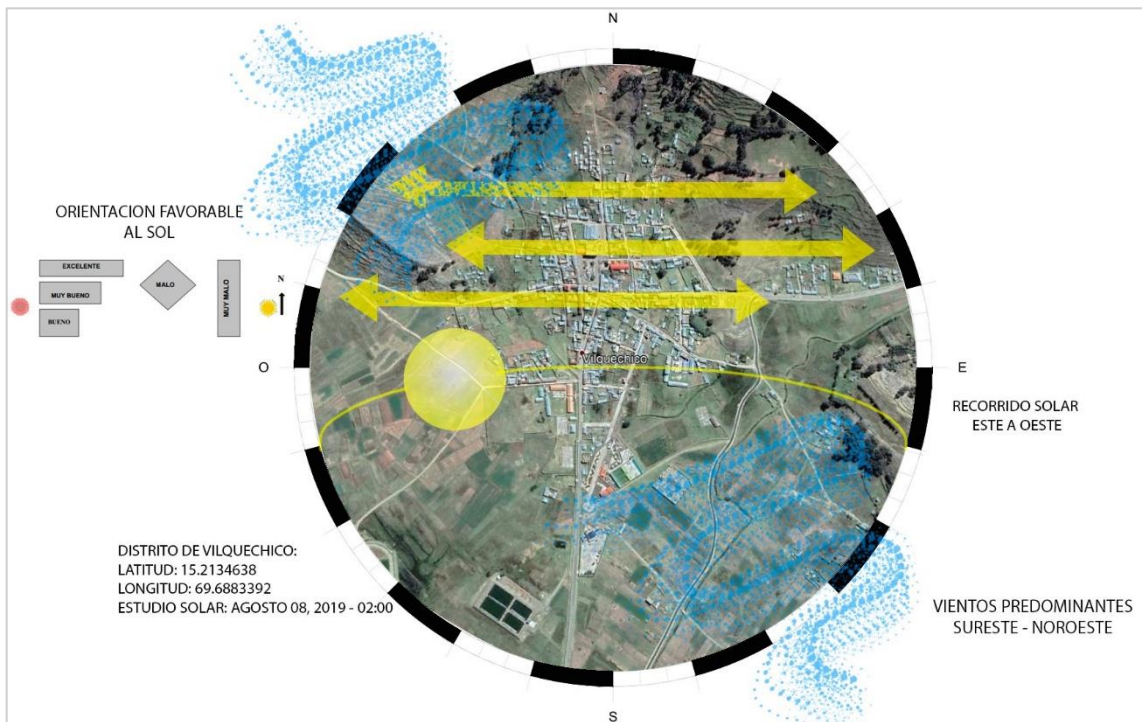 N
ORIENTACION FAVORABLE
AL SOL
EXCELENTE
MUY BUENO
BUENO
MALO
MUY MALO
N
O
Vilquechico
E
RECORRIDO SOLAR
ESTE A OESTE
DISTRITO DE VILQUECHICO:
LATITUD: 15.2134638
LONGITUD: 69.6883392
ESTUDIO SOLAR: AGOSTO 08, 2019 - 02:00
VIENTOS PREDOMINANTES
SURESTE - NOROESTE
S